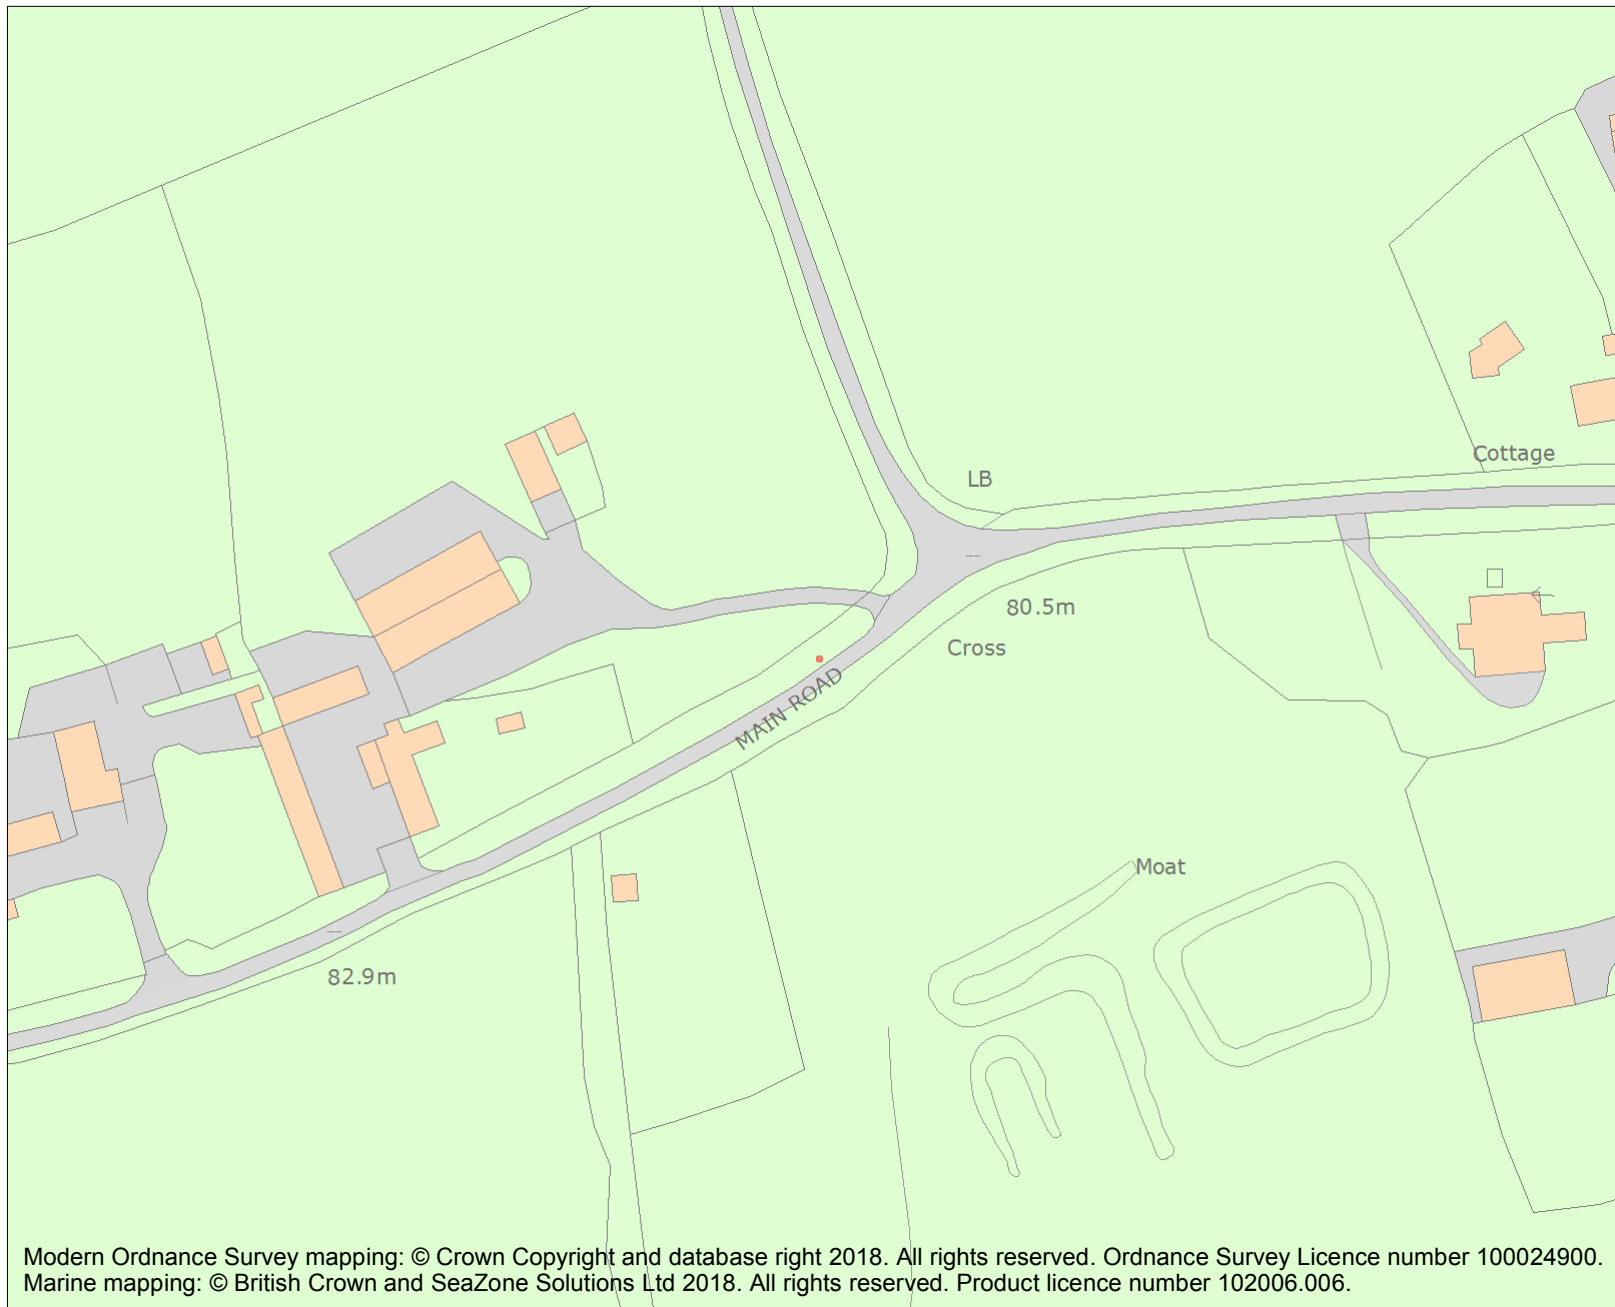 Cottage
LB
80.5m
Cross
MAIN ROAD
Moat
82.9m
Modern Ordnance Survey mapping: © Crown Copyright and database right 2018. All rights reserved. Ordnance Survey Licence number 100024900.
Marine mapping: © British Crown and SeaZone Solutions Ltd 2018. All rights reserved. Product licence number 102006.006.